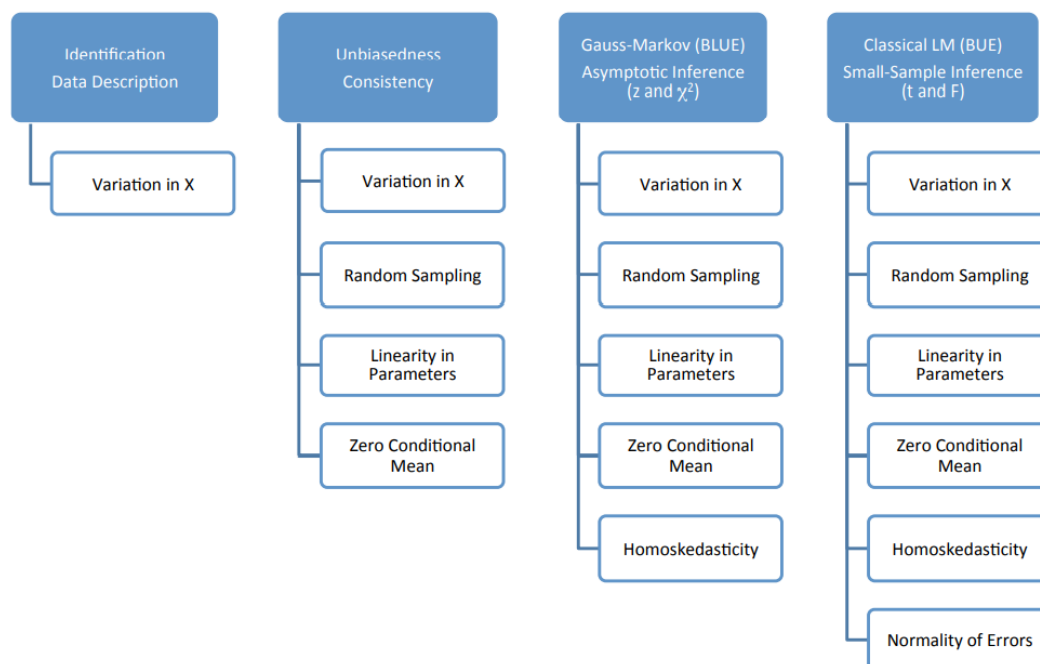 Identification
Data Description
Variation in X
Unbiasedness
Consistency
Variation in X
Random Sampling
Linearity in
Parameters
Zero Conditional
Mean
Gauss-Markov (BLUE)
Asymptotic Inference
(z and χ²)
Variation in X
Random Sampling
Linearity in
Parameters
Zero Conditional
Mean
Homoskedasticity
Classical LM (BUE)
Small-Sample Inference
(t and F)
Variation in X
Random Sampling
Linearity in
Parameters
Zero Conditional
Mean
Homoskedasticity
Normality of Errors